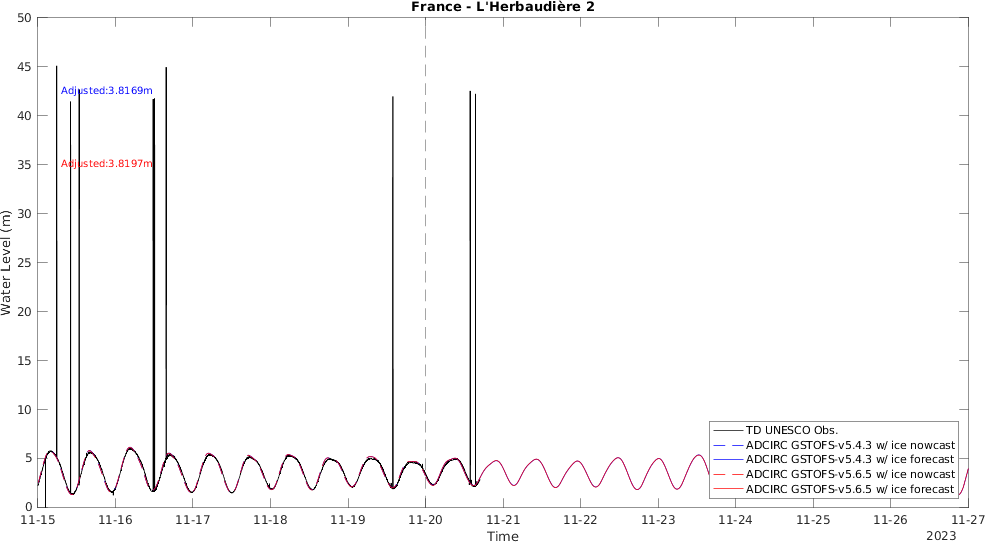 France - L'Herbaudière 2
50
45
40
35
30
25
20
15
10
5
0
Water Level (m)
Adjusted:3.8169m
Adjusted:3.8197m
TD UNESCO Obs.
ADCIRC GSTOFS-v5.4.3 w/ ice nowcast
ADCIRC GSTOFS-v5.4.3 w/ ice forecast
ADCIRC GSTOFS-v5.6.5 w/ ice nowcast
ADCIRC GSTOFS-v5.6.5 w/ ice forecast
11-15 11-16 11-17 11-18 11-19 11-20 11-21 11-22 11-23 11-24 11-25 11-26 11-27
Time
2023